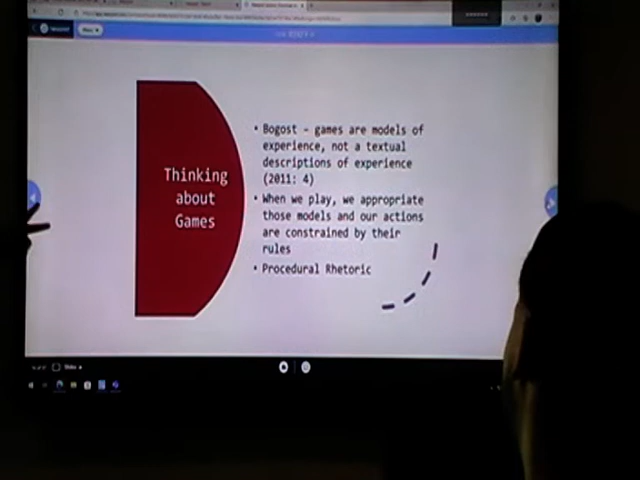 Thinking
about
Games
• Bogost - games are models of
experience, not a textual
descriptions of experience
(2011: 4)
• When we play, we appropriate
those models and our actions
are constrained by their
rules
• Procedural Rhetoric